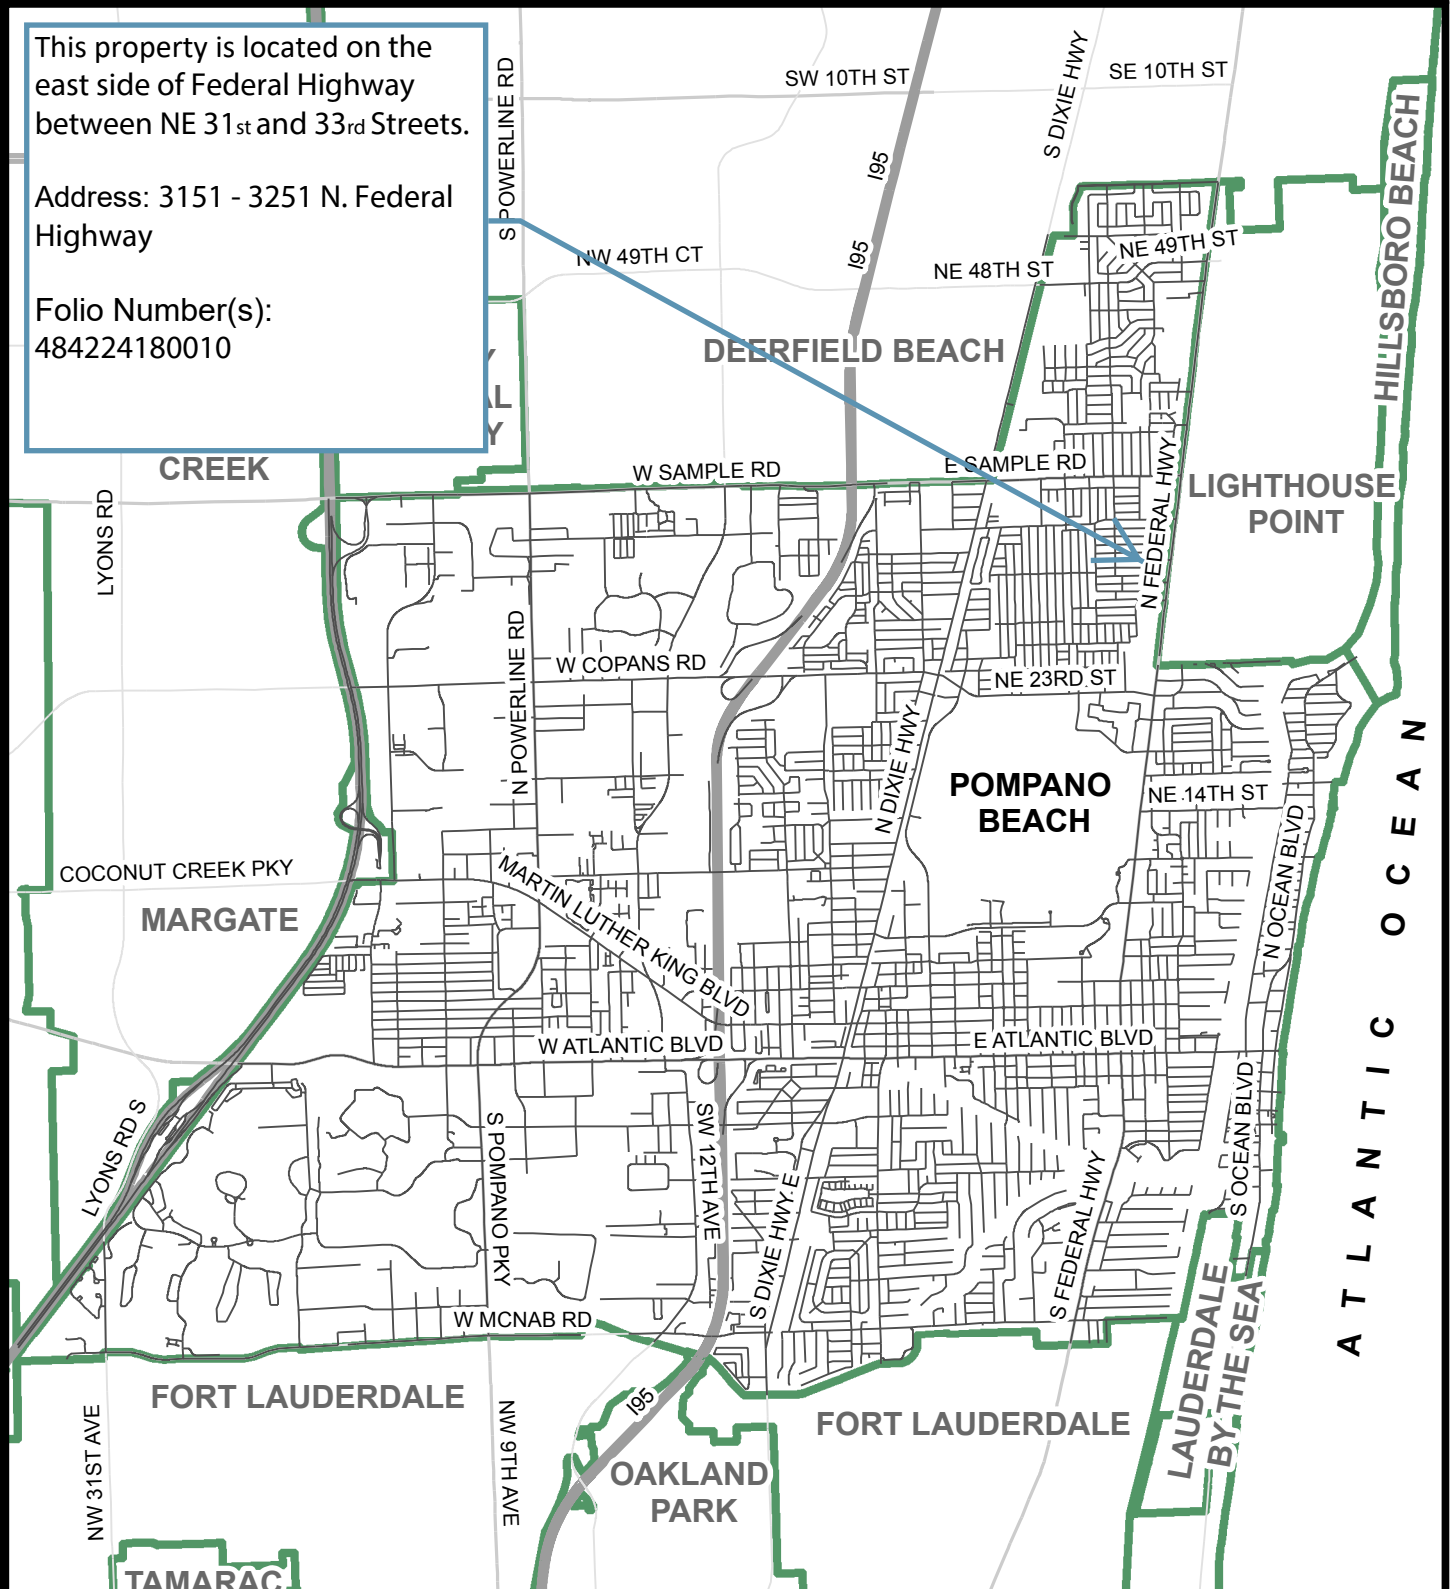 This property is located on the
east side of Federal Highway
between NE 31st and 33rd Streets.
Address: 3151 - 3251 N. Federal
Highway
Folio Number(s):
484224180010
S POWERLINE RD
SW 10TH ST
SE 10TH ST
S DIXIE HWY
I95
I95
NW 49TH CT
NE 48TH ST
NE 49TH ST
HILLSBORO BEACH
DEERFIELD BEACH
Y
AL
Y
CREEK
W SAMPLE RD
E SAMPLE RD
LIGHTHOUSE
POINT
LYONS RD
N FEDERAL HWY
N POWERLINE RD
W COPANS RD
NE 23RD ST
N DIXIE HWY
POMPANO
BEACH
NE 14TH ST
COCONUT CREEK PKY
MARTIN LUTHER KING BLVD
N OCEAN BLVD
MARGATE
ATLANTIC OCEAN
W ATLANTIC BLVD
E ATLANTIC BLVD
LYONS RD S
S POMPANO PKY
SW 12TH AVE
S DIXIE HWY E
S FEDERAL HWY
S OCEAN BLVD
W MCNAB RD
LAUDERDALE
BY THE SEA
FORT LAUDERDALE
I95
FORT LAUDERDALE
NW 31ST AVE
NW 9TH AVE
OAKLAND
PARK
TAMARAC